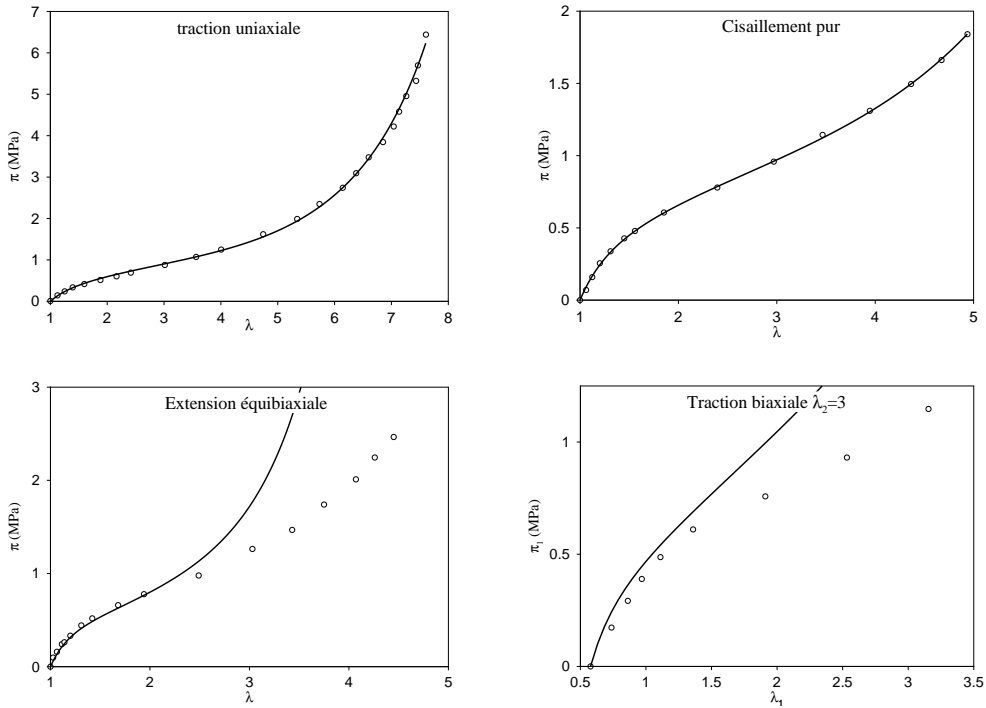 traction uniaxiale
π (MPa)
7
6
5
4
3
2
1
0
1 2 3 4 5 6 7 8
λ
Cisaillement pur
π (MPa)
2
1.5
1
0.5
0
1 2 3 4 5
λ
Extension équibiaxiale
π (MPa)
3
2
1
0
1 2 3 4 5
λ
Traction biaxiale λ₂=3
π₁ (MPa)
1
0.5
0
0.5 1 1.5 2 2.5 3 3.5
λ₁